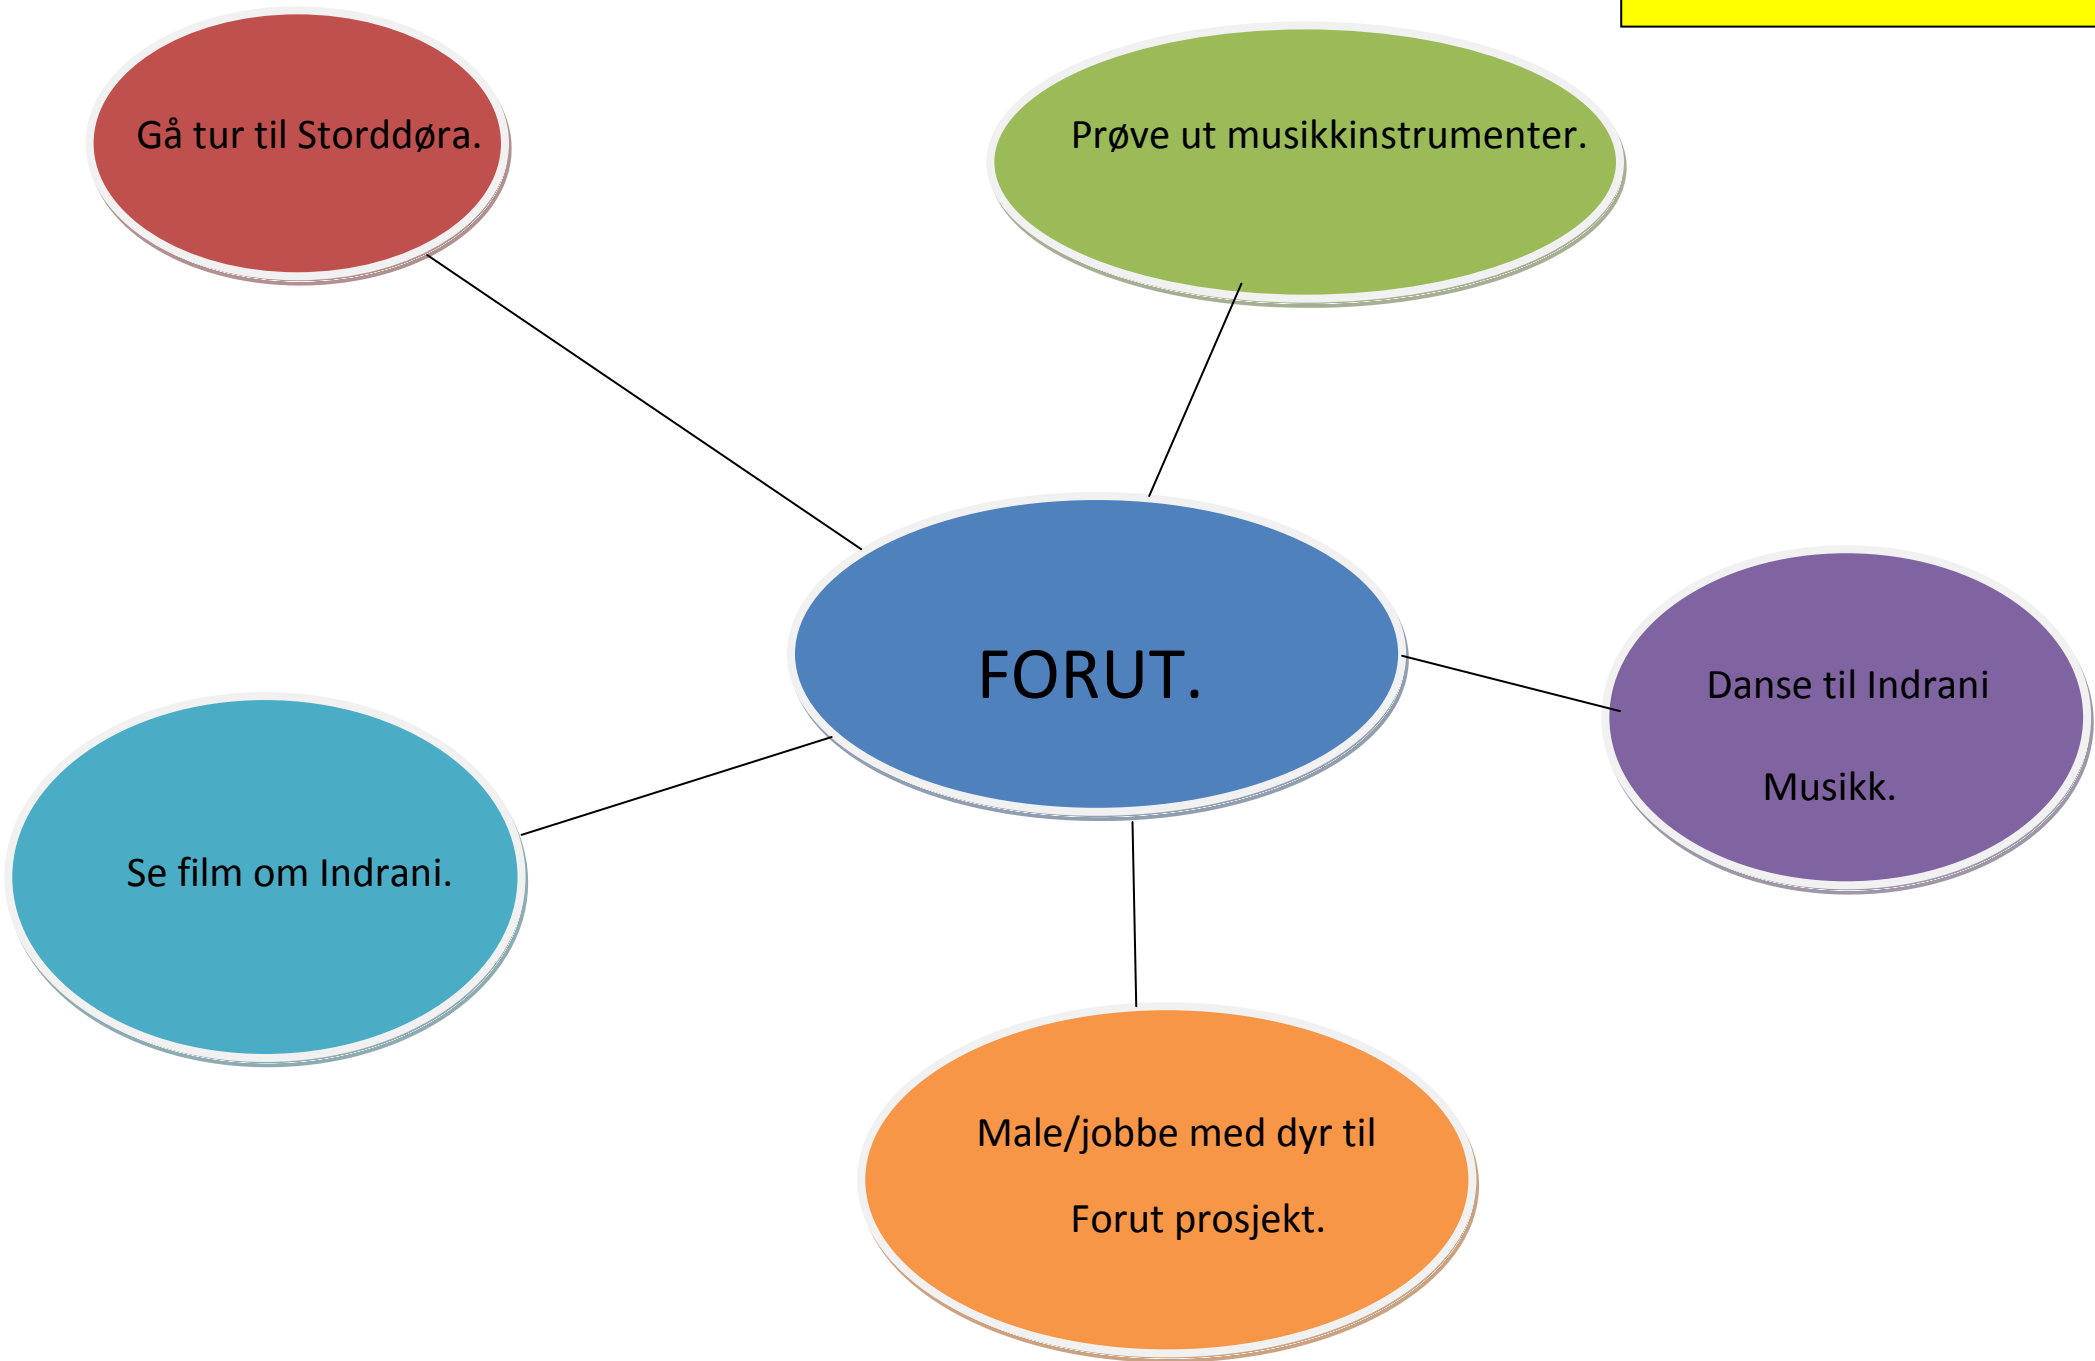 Gå tur til Storddøra.
Prøve ut musikkinstrumenter.
FORUT.
Danse til Indrani
Musikk.
Se film om Indrani.
Male/jobbe med dyr til
Forut prosjekt.